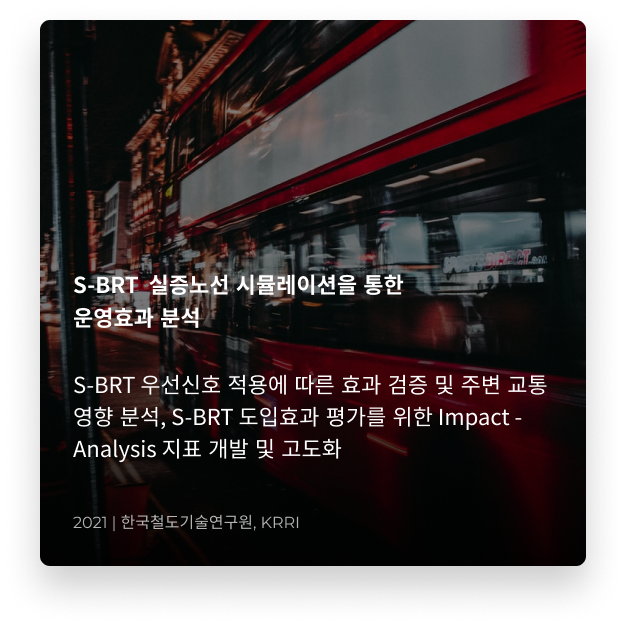 S-BRT 실증노선 시뮬레이션을 통한
운영효과 분석
S-BRT 우선신호 적용에 따른 효과 검증 및 주변 교통
영향 분석, S-BRT 도입효과 평가를 위한 Impact -
Analysis 지표 개발 및 고도화
2021 | 한국철도기술연구원, KRRI